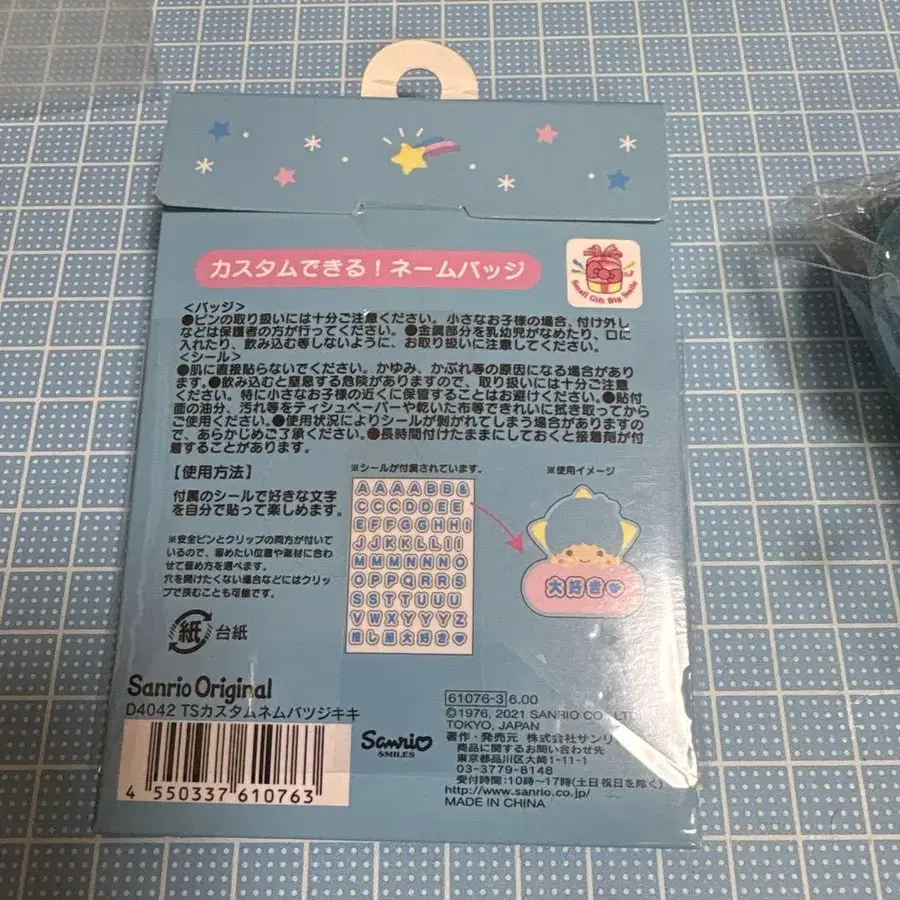 カスタムできる！ネームバッジ
Small Gift Big Smile
＜バッジ＞
●ピンの取り扱いには十分ご注意ください。小さなお子様の場合、付け外し
などは保護者の方が行ってください。●金属部分を乳幼児がなめたり、口に
入れたり、飲み込む等しないように、お取り扱いに注意してください。
＜シール＞
●肌に直接貼らないでください。かゆみ、かぶれ等の原因になる場合があり
ます。●飲み込むと窒息する危険がありますので、取り扱いには十分ご注意
ください。特に小さなお子様の近くに保管することはお避けください。●貼付
面の油分、汚れ等をティシュペーパーや乾いた布等できれいに拭き取ってから
ご使用ください。●使用状況によりシールが剥がれてしまう場合がありますの
で、あらかじめご了承ください。●長時間付けたままにしておくと接着剤が付
着することがあります。
【使用方法】
付属のシールで好きな文字
を自分で貼って楽しめます。
※安全ピンとクリップの両方が付いて
いるので、留めたい位置や素材に合わ
せて留め方を選べます。
穴を開けたくない場合などにはクリッ
プで挟むことも可能です。
紙 台紙
※シールが付属されています。
AAAABB&
CCCDDEE
EFFGGHHI
JJKKLLII
MMMNNNO
OPPQRRS
SSTTUUU
VWXYYYZ
推し服大好き♥
※使用イメージ
大好き♥
Sanrio Original
D4042 TSカスタムネムバツジキキ
4 550337 610763
Sanrio
SMILES
61076-3 6.00
©1976, 2021 SANRIO CO., LTD.
TOKYO, JAPAN
著作・発売元 株式会社サンリ
商品に関するお問い合わせ先
東京都品川区大崎1-11-1
03-3779-8148
受付時間:10時～17時(土日祝日を除く)
http://www.sanrio.co.jp/
MADE IN CHINA